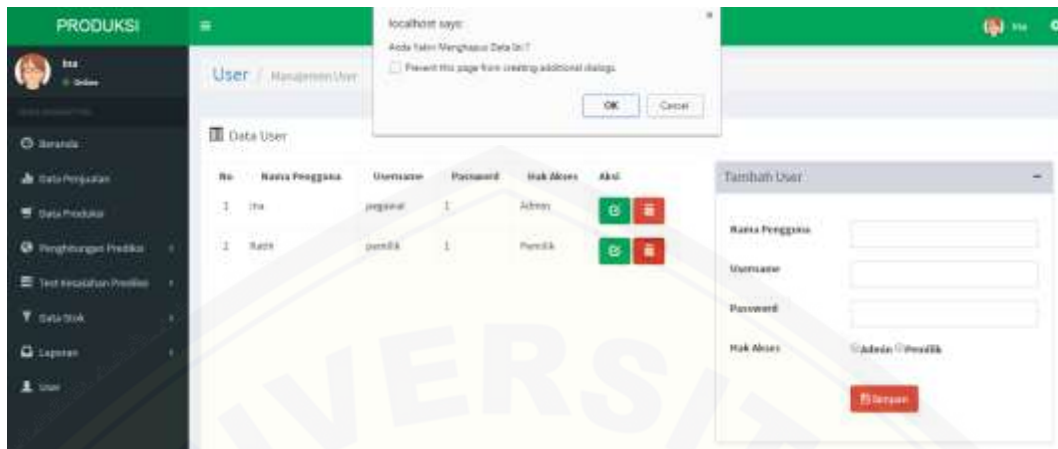 PRODUKSI
localhost says:
Anda Yakin Menghapus Data Ini ?
Prevent this page from creating additional dialogs.
OK Cancel
Ina
Ina
Online
User / Manajemen User
Data User
Beranda
Data Penjualan
Data Produksi
Penghitungan Prediksi
Test Kesalahan Prediksi
Data Stok
Laporan
User
No Nama Pengguna Username Password Hak Akses Aksi
1 Ina pegawai 1 Admin
2 Ratih pemilik 1 Pemilik
Tambah User
Nama Pengguna
Username
Password
Hak Akses Admin Pemilik
Simpan
VERS